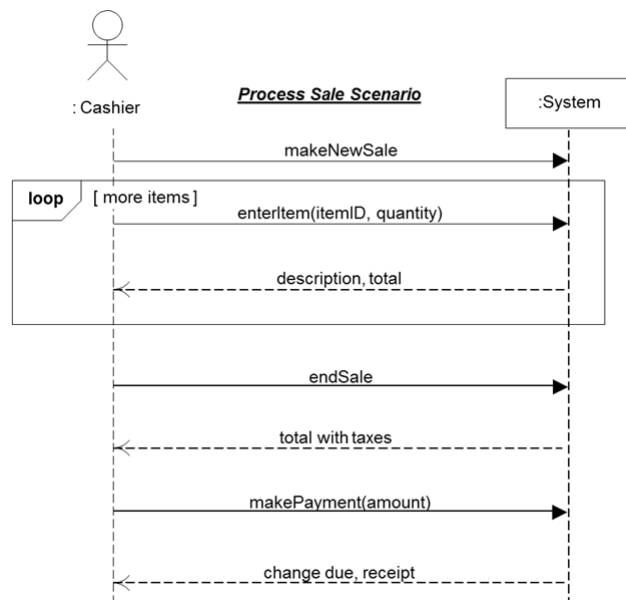 Process Sale Scenario
: Cashier
:System
makeNewSale
loop
[ more items ]
enterItem(itemID, quantity)
description, total
endSale
total with taxes
makePayment(amount)
change due, receipt